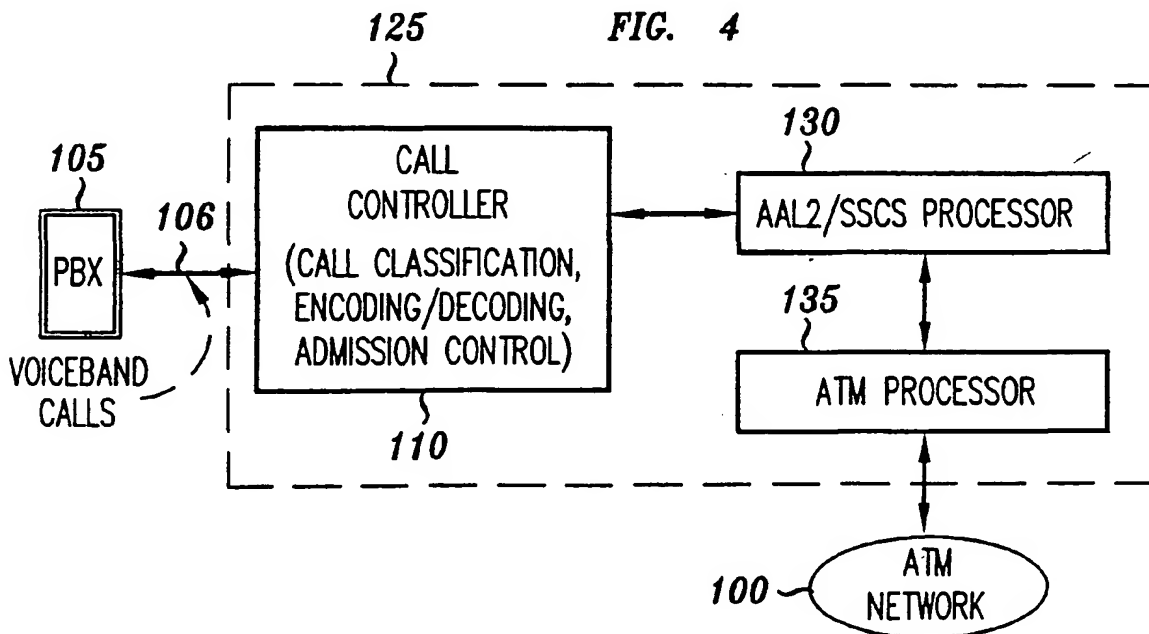 FIG. 4
125
105
PBX
106
VOICEBAND
CALLS
CALL
CONTROLLER
(CALL CLASSIFICATION,
ENCODING/DECODING,
ADMISSION CONTROL)
110
130
AAL2/SSCS PROCESSOR
135
ATM PROCESSOR
100
ATM
NETWORK